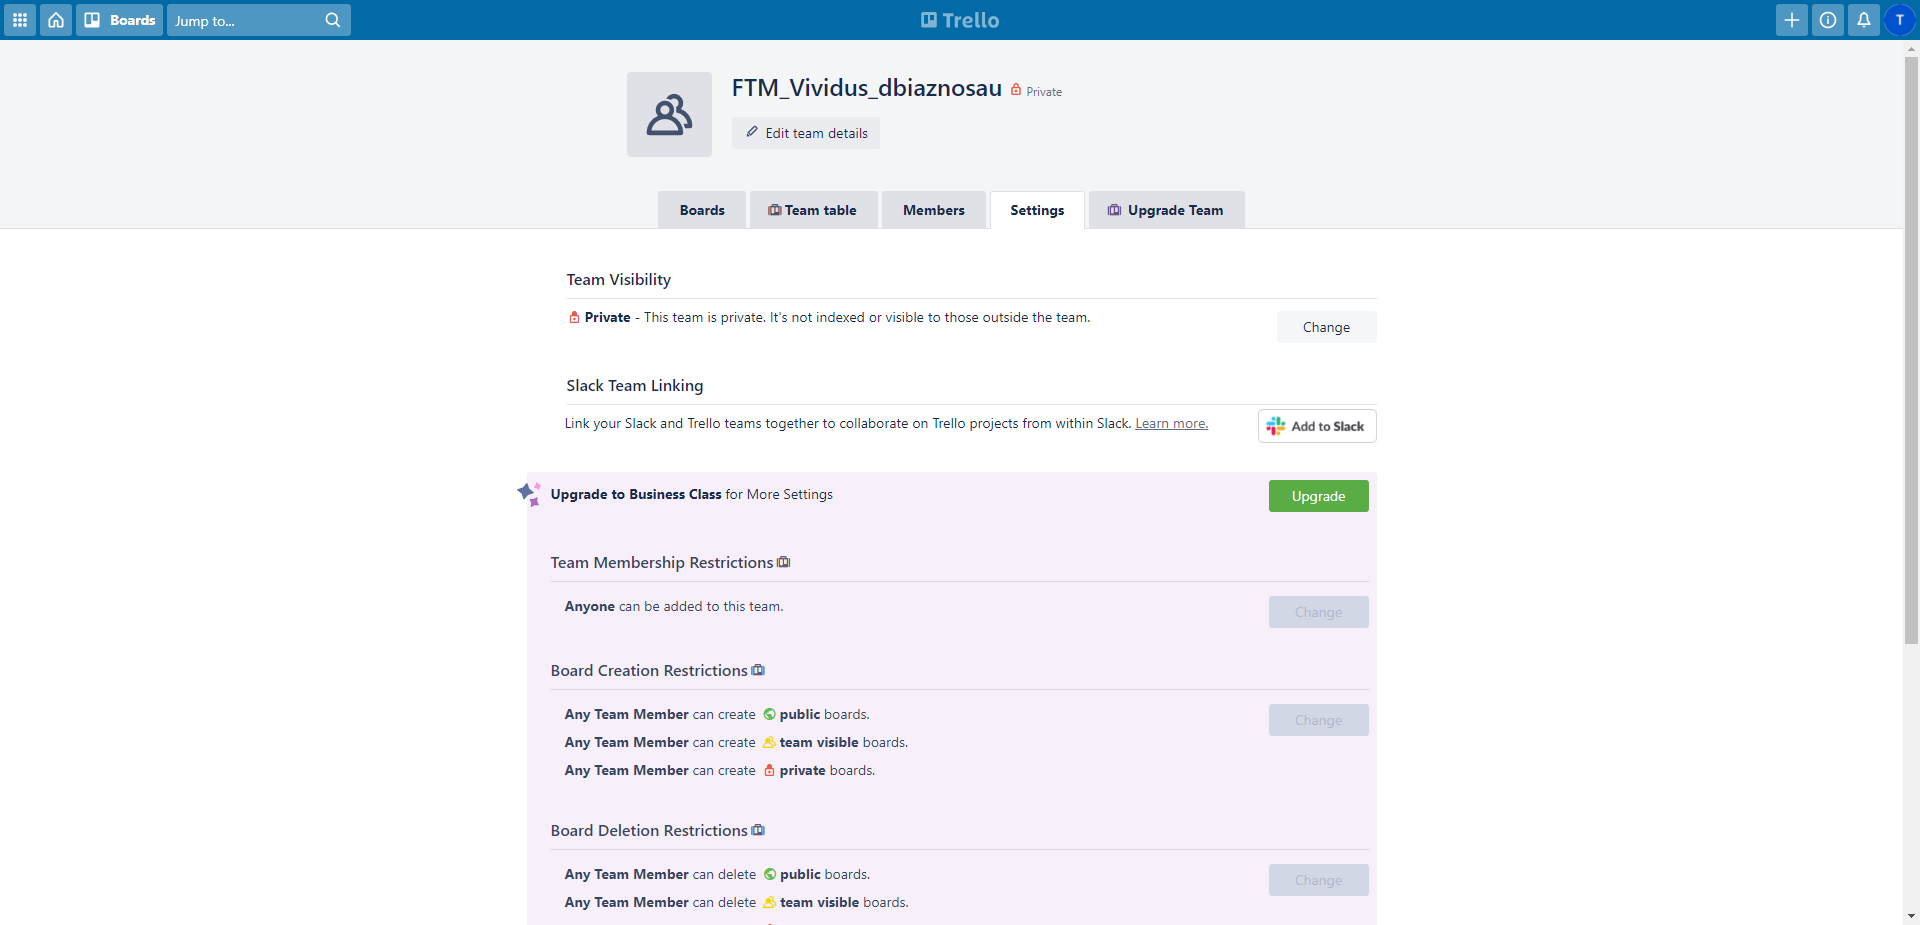 Boards
Jump to...
Trello
T
FTM_Vividus_dbiaznosau Private
Edit team details
Boards
Team table
Members
Settings
Upgrade Team
Team Visibility
Private - This team is private. It's not indexed or visible to those outside the team.
Change
Slack Team Linking
Link your Slack and Trello teams together to collaborate on Trello projects from within Slack. Learn more.
Add to Slack
Upgrade to Business Class for More Settings
Upgrade
Team Membership Restrictions
Anyone can be added to this team.
Change
Board Creation Restrictions
Any Team Member can create public boards.
Change
Any Team Member can create team visible boards.
Any Team Member can create private boards.
Board Deletion Restrictions
Any Team Member can delete public boards.
Change
Any Team Member can delete team visible boards.